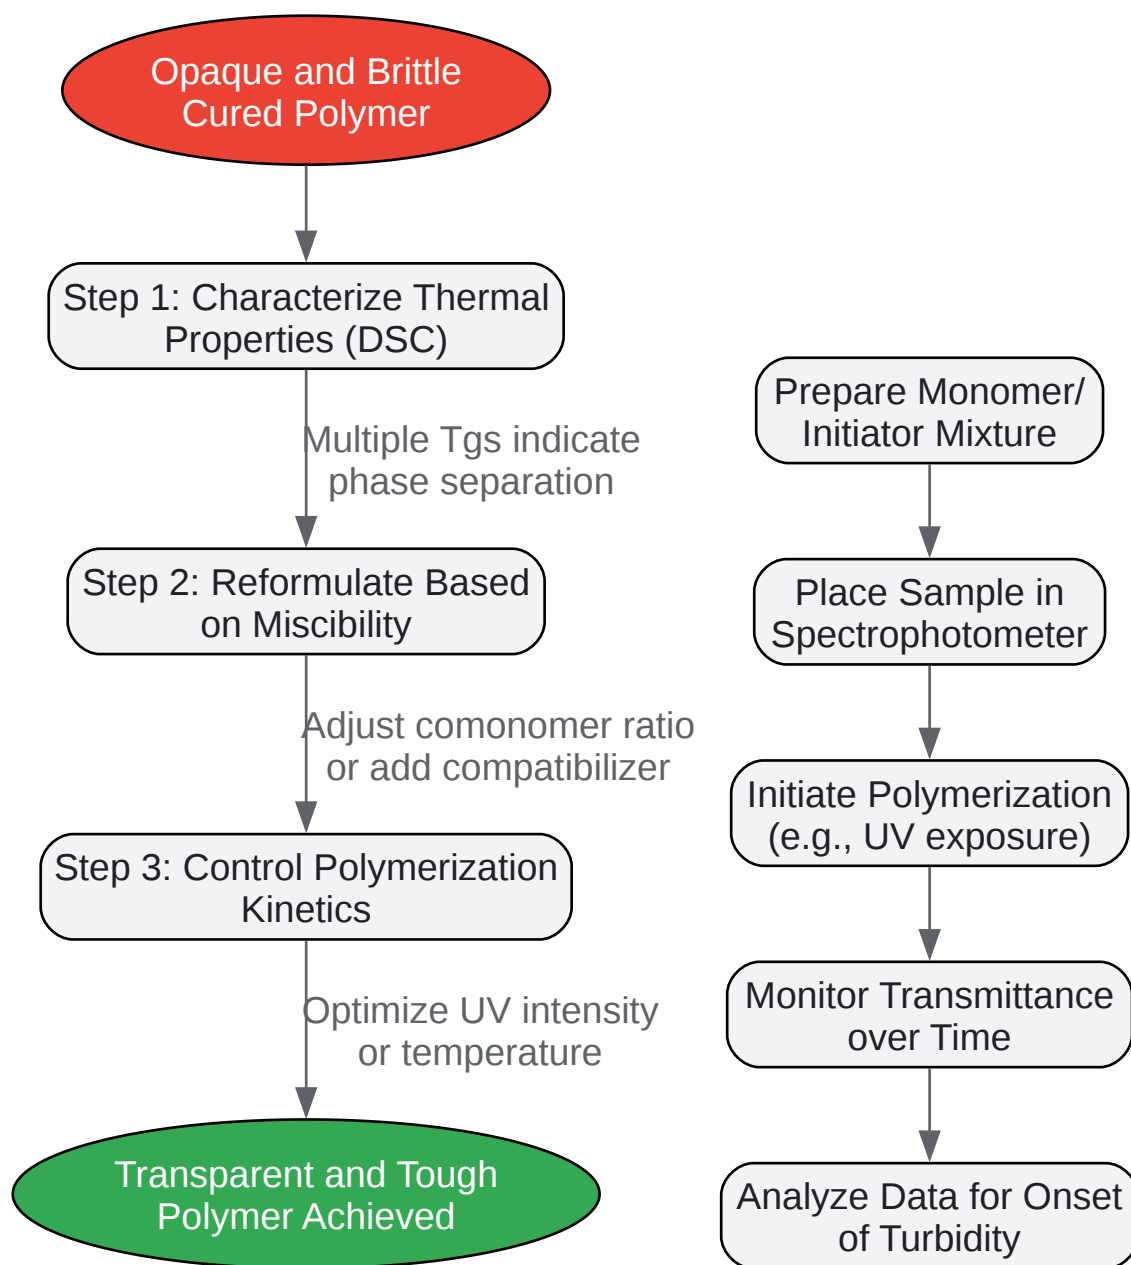 Opaque and Brittle
Cured Polymer
Step 1: Characterize Thermal
Properties (DSC)
Multiple Tgs indicate
phase separation
Step 2: Reformulate Based
on Miscibility
Adjust comonomer ratio
or add compatibilizer
Step 3: Control Polymerization
Kinetics
Optimize UV intensity
or temperature
Transparent and Tough
Polymer Achieved
Prepare Monomer/
Initiator Mixture
Place Sample in
Spectrophotometer
Initiate Polymerization
(e.g., UV exposure)
Monitor Transmittance
over Time
Analyze Data for Onset
of Turbidity